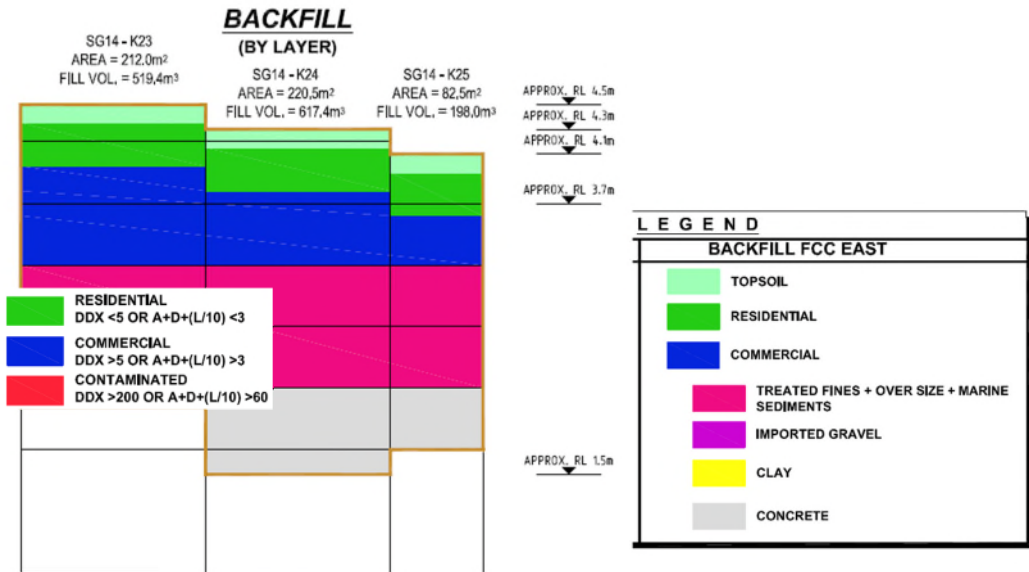 BACKFILL
(BY LAYER)
SG14 - K23
AREA = 212.0m²
FILL VOL. = 519,4m³
SG14 - K24
AREA = 220,5m²
FILL VOL. = 617.4m³
SG14 - K25
AREA = 82,5m²
FILL VOL. = 198,0m³
APPROX. RL 4.5m
APPROX. RL 4.3m
APPROX. RL 4.1m
APPROX. RL 3.7m
APPROX. RL 1.5m
RESIDENTIAL
DDX <5 OR A+D+(L/10) <3
COMMERCIAL
DDX >5 OR A+D+(L/10) >3
CONTAMINATED
DDX >200 OR A+D+(L/10) >60
LEGEND
BACKFILL FCC EAST
TOPSOIL
RESIDENTIAL
COMMERCIAL
TREATED FINES + OVER SIZE + MARINE
SEDIMENTS
IMPORTED GRAVEL
CLAY
CONCRETE